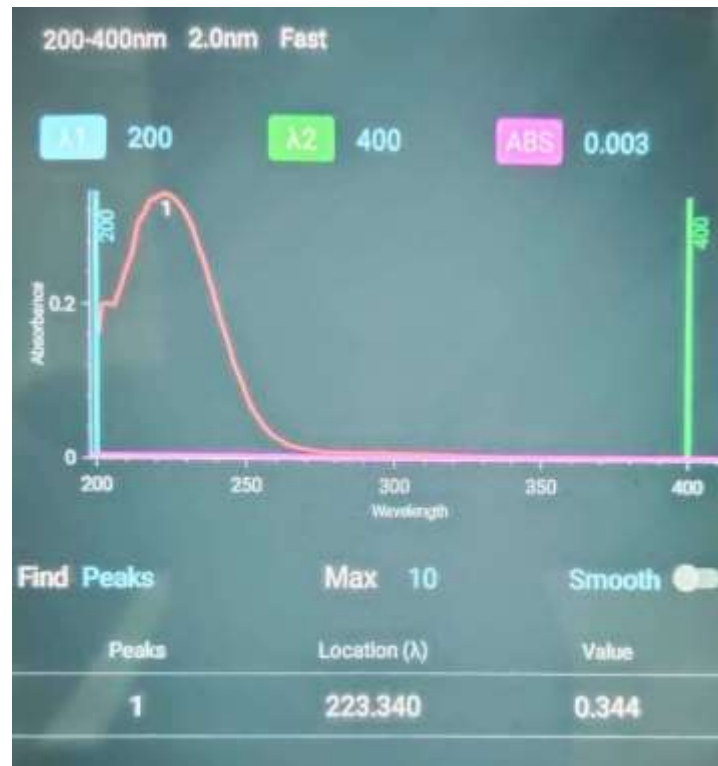 200-400nm 2.0nm Fast
λ1 200 λ2 400 ABS 0.003
200
400
1
Absorbance
0.2
0
200 250 300 350 400
Wavelength
Find Peaks Max 10 Smooth
Peaks Location (λ) Value
1 223.340 0.344